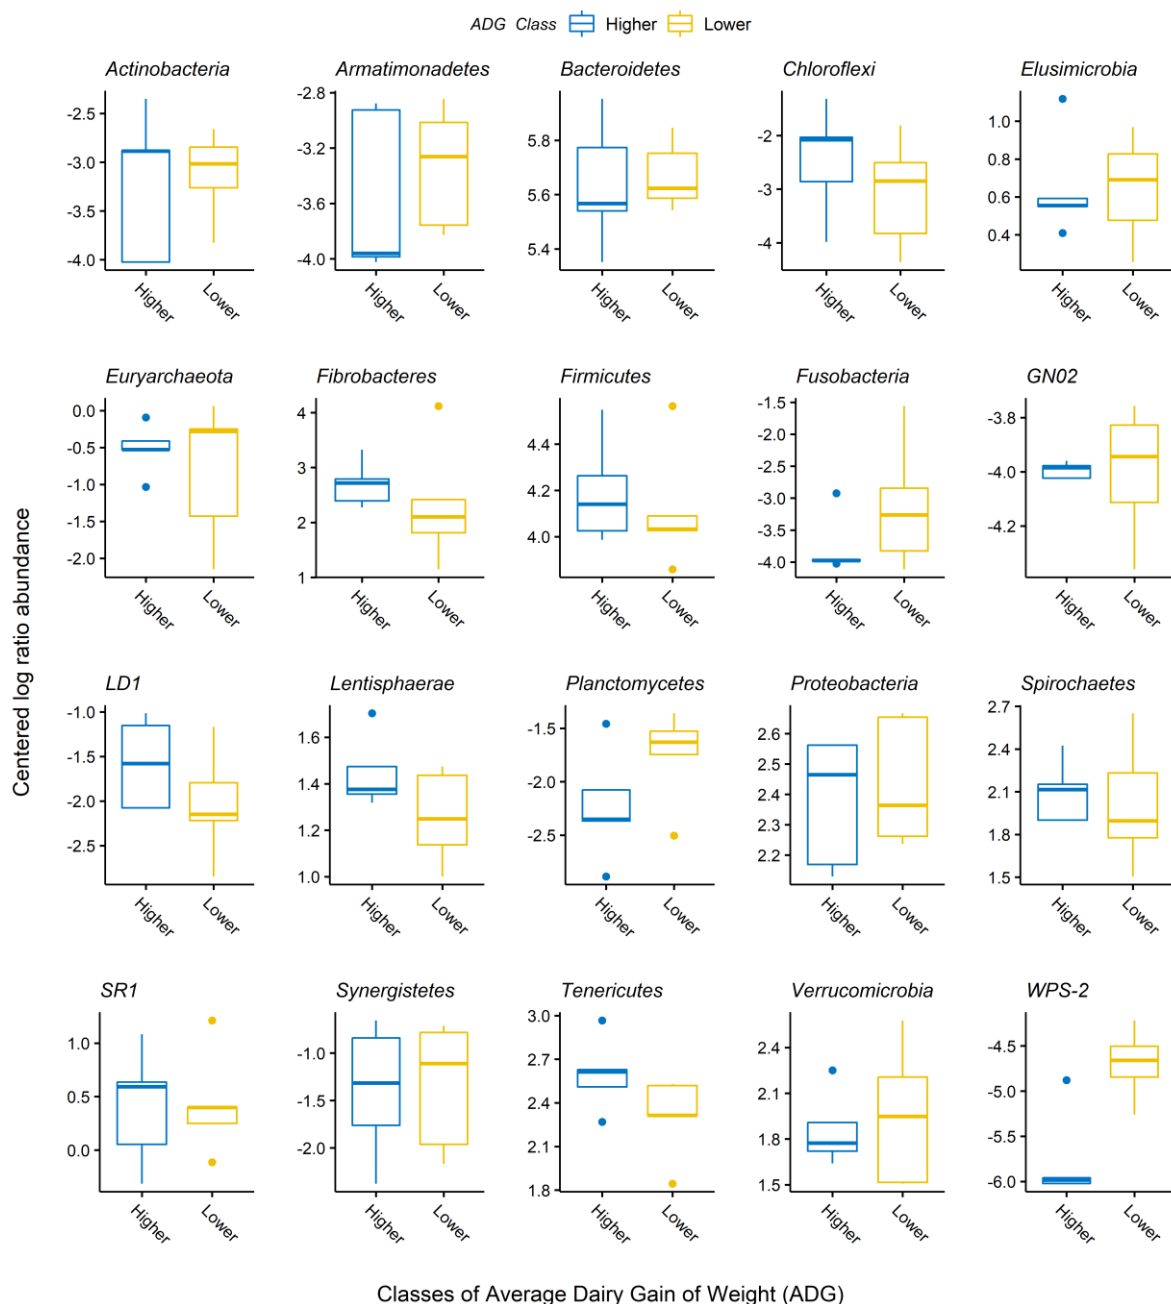 ADG Class Higher Lower
Actinobacteria Armatimonadetes Bacteroidetes Chloroflexi Elusimicrobia
-2.5 -3.0 -3.5 -4.0
-2.8 -3.2 -3.6 -4.0
5.8 5.6 5.4
-2 -3 -4
1.0 0.8 0.6 0.4
Higher Lower Higher Lower Higher Lower Higher Lower Higher Lower
Euryarchaeota Fibrobacteres Firmicutes Fusobacteria GN02
0.0 -0.5 -1.0 -1.5 -2.0
4 3 2 1
4.4 4.2 4.0
-1.5 -2.0 -2.5 -3.0 -3.5 -4.0
-3.8 -4.0 -4.2
Higher Lower Higher Lower Higher Lower Higher Lower Higher Lower
Centered log ratio abundance
LD1 Lentisphaerae Planctomycetes Proteobacteria Spirochaetes
-1.0 -1.5 -2.0 -2.5
1.6 1.4 1.2 1.0
-1.5 -2.0 -2.5
2.6 2.5 2.4 2.3 2.2
2.7 2.4 2.1 1.8 1.5
Higher Lower Higher Lower Higher Lower Higher Lower Higher Lower
SR1 Synergistetes Tenericutes Verrucomicrobia WPS-2
1.0 0.5 0.0
-1.0 -1.5 -2.0
3.0 2.7 2.4 2.1 1.8
2.4 2.1 1.8 1.5
-4.5 -5.0 -5.5 -6.0
Higher Lower Higher Lower Higher Lower Higher Lower Higher Lower
Classes of Average Dairy Gain of Weight (ADG)